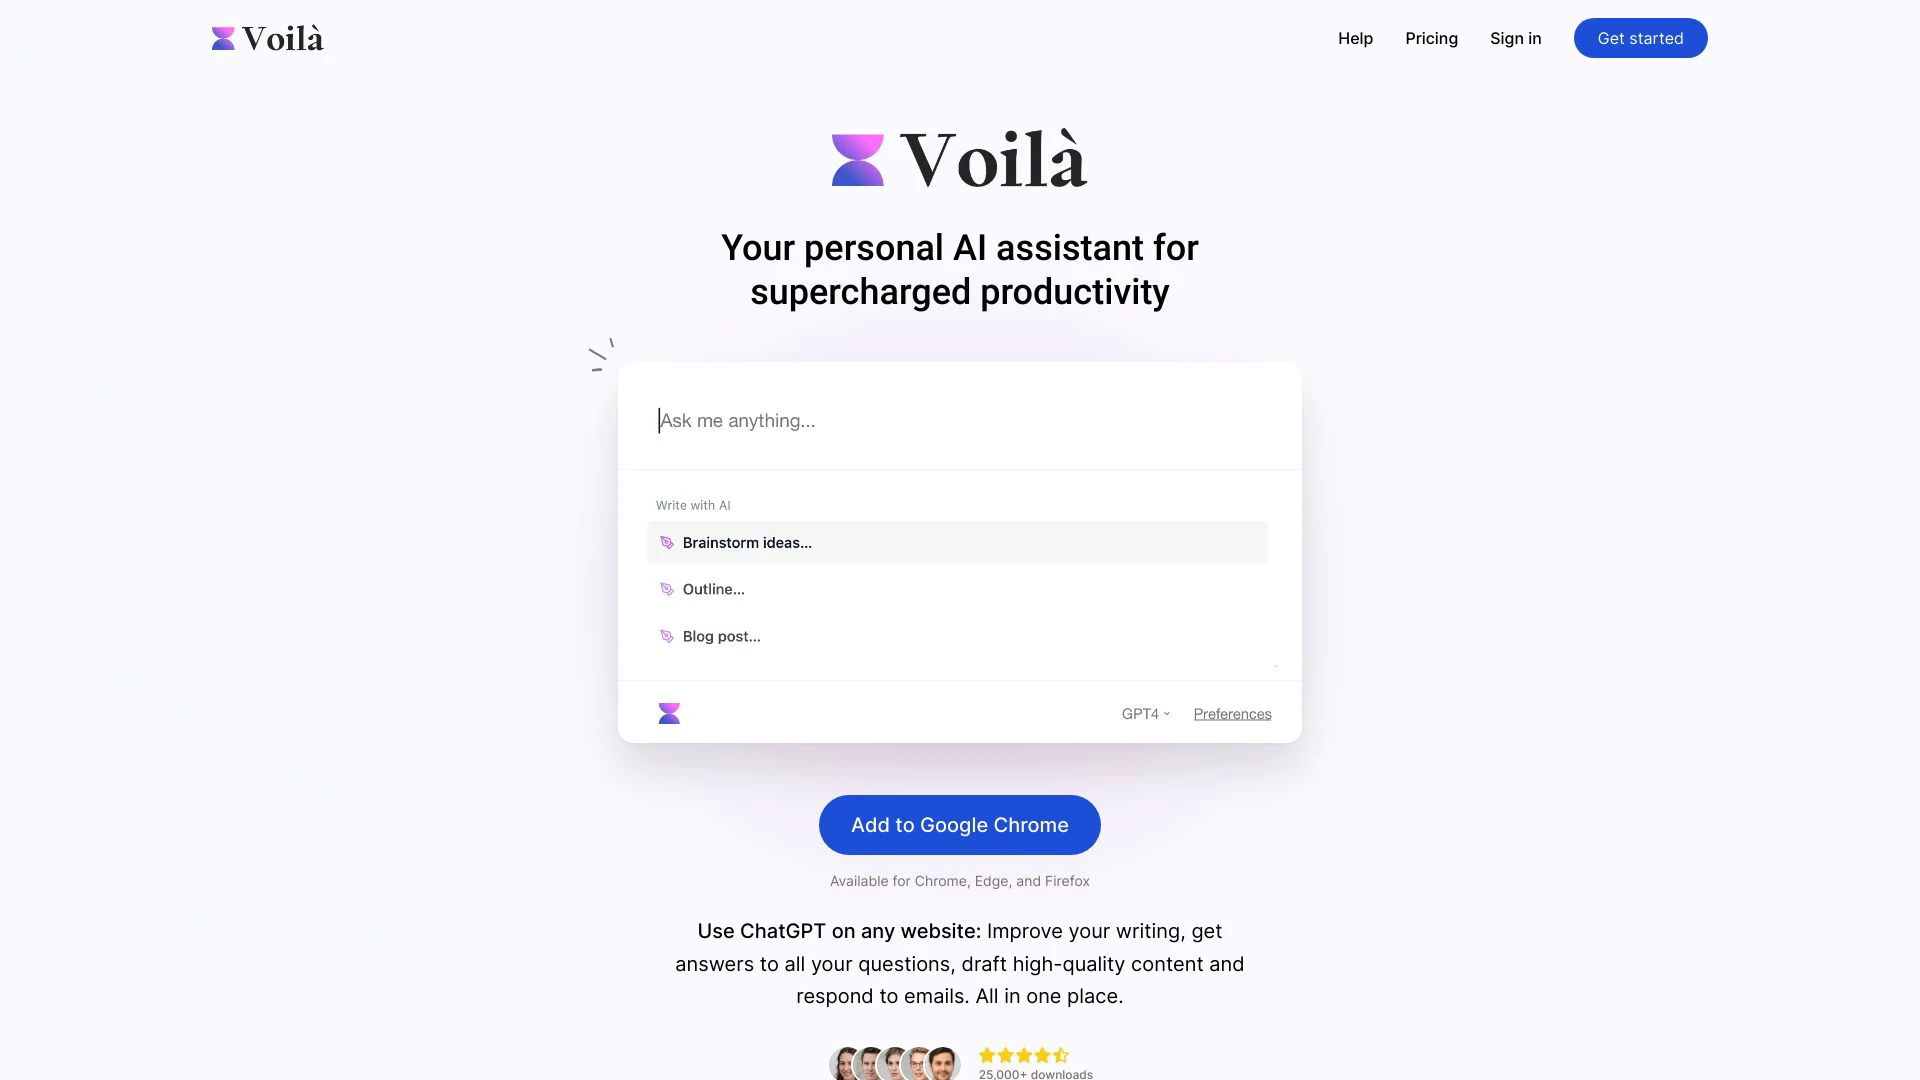 Voilà
Help
Pricing
Sign in
Get started
Voilà
Your personal AI assistant for
supercharged productivity
Ask me anything...
Write with AI
Brainstorm ideas...
Outline...
Blog post...
GPT4
Preferences
Add to Google Chrome
Available for Chrome, Edge, and Firefox
Use ChatGPT on any website: Improve your writing, get
answers to all your questions, draft high-quality content and
respond to emails. All in one place.
25,000+ downloads